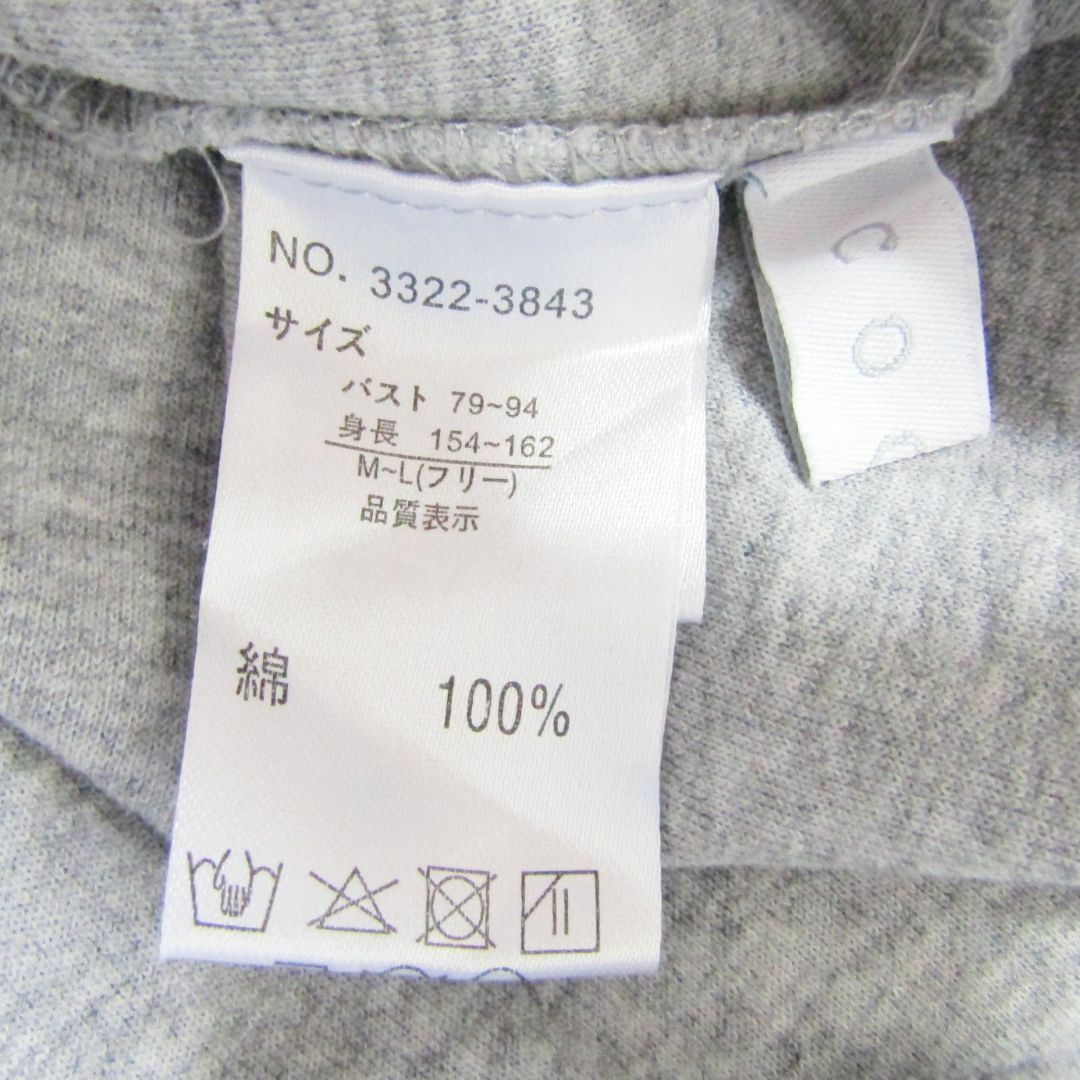 NO. 3322-3843
サイズ
バスト 79~94
身長 154~162
M~L(フリー)
品質表示
綿 100%
C O